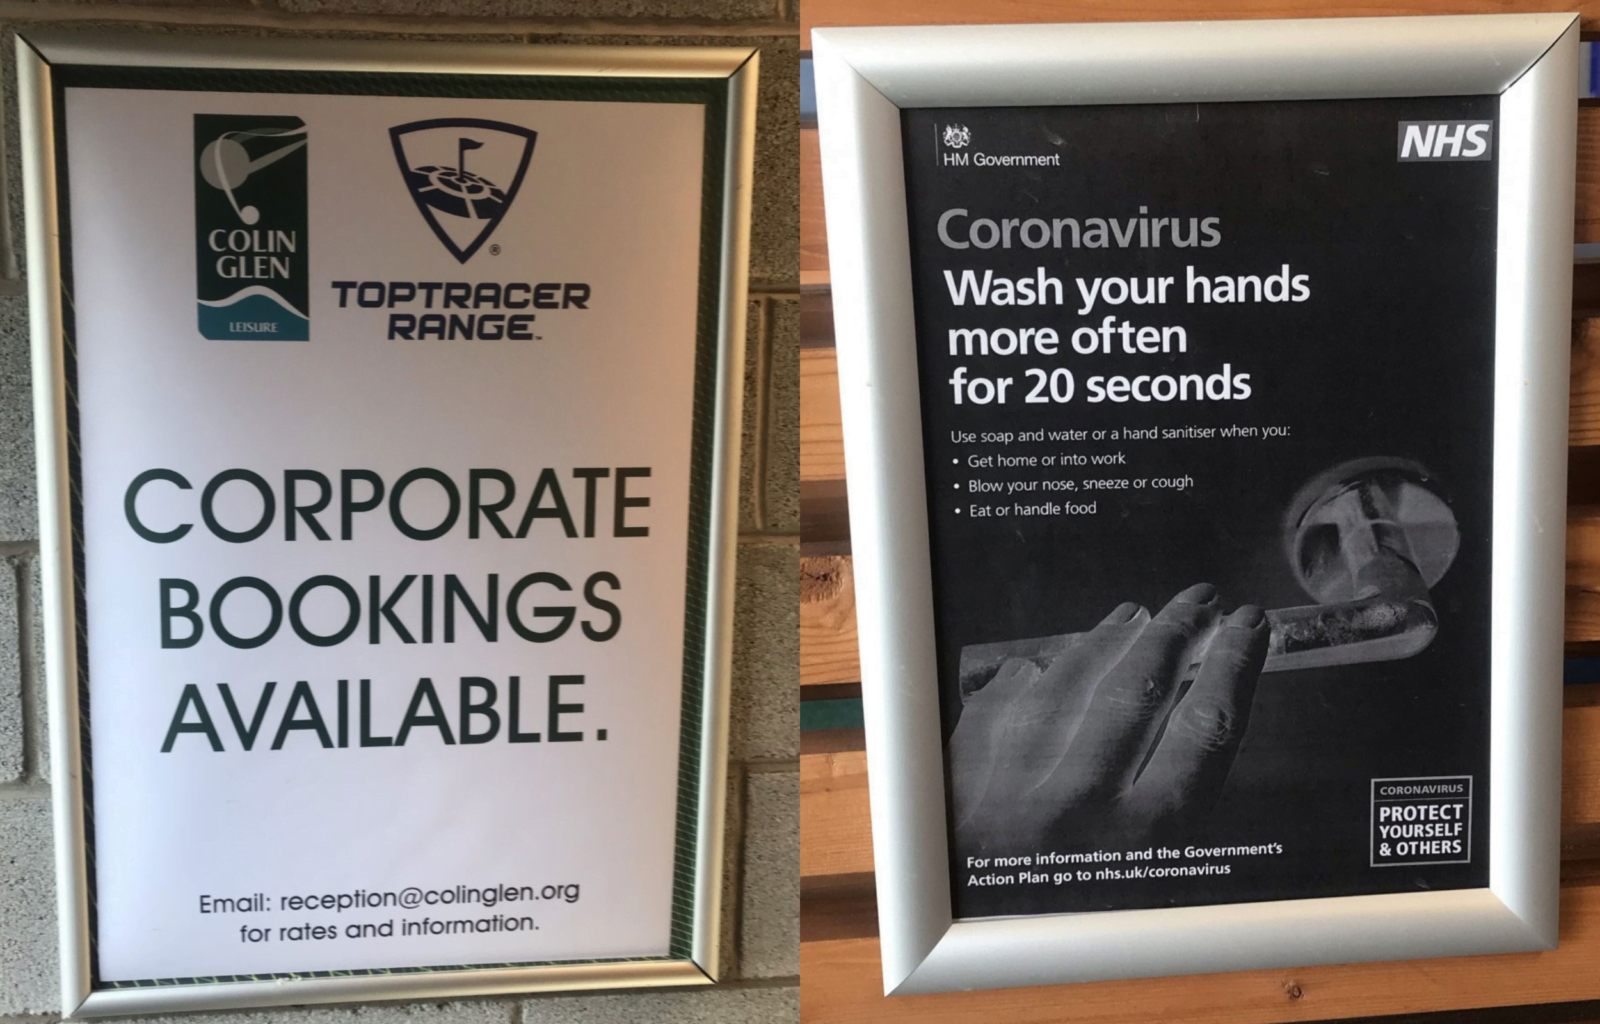 COLIN
GLEN
LEISURE
®
TOPTRACER
RANGE™
CORPORATE
BOOKINGS
AVAILABLE.
Email: reception@colinglen.org
for rates and information.
HM Government
NHS
Coronavirus
Wash your hands
more often
for 20 seconds
Use soap and water or a hand sanitiser when you:
• Get home or into work
• Blow your nose, sneeze or cough
• Eat or handle food
CORONAVIRUS
PROTECT
YOURSELF
& OTHERS
For more information and the Government's
Action Plan go to nhs.uk/coronavirus